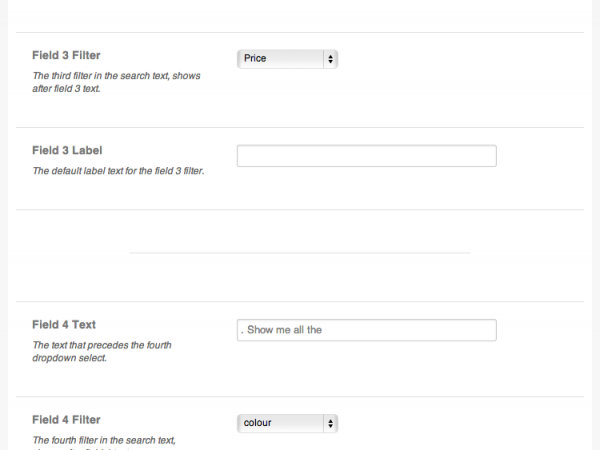 Field 3 Filter
Price
The third filter in the search text, shows
after field 3 text.
Field 3 Label
The default label text for the field 3 filter.
Field 4 Text
. Show me all the
The text that precedes the fourth
dropdown select.
Field 4 Filter
colour
The fourth filter in the search text,